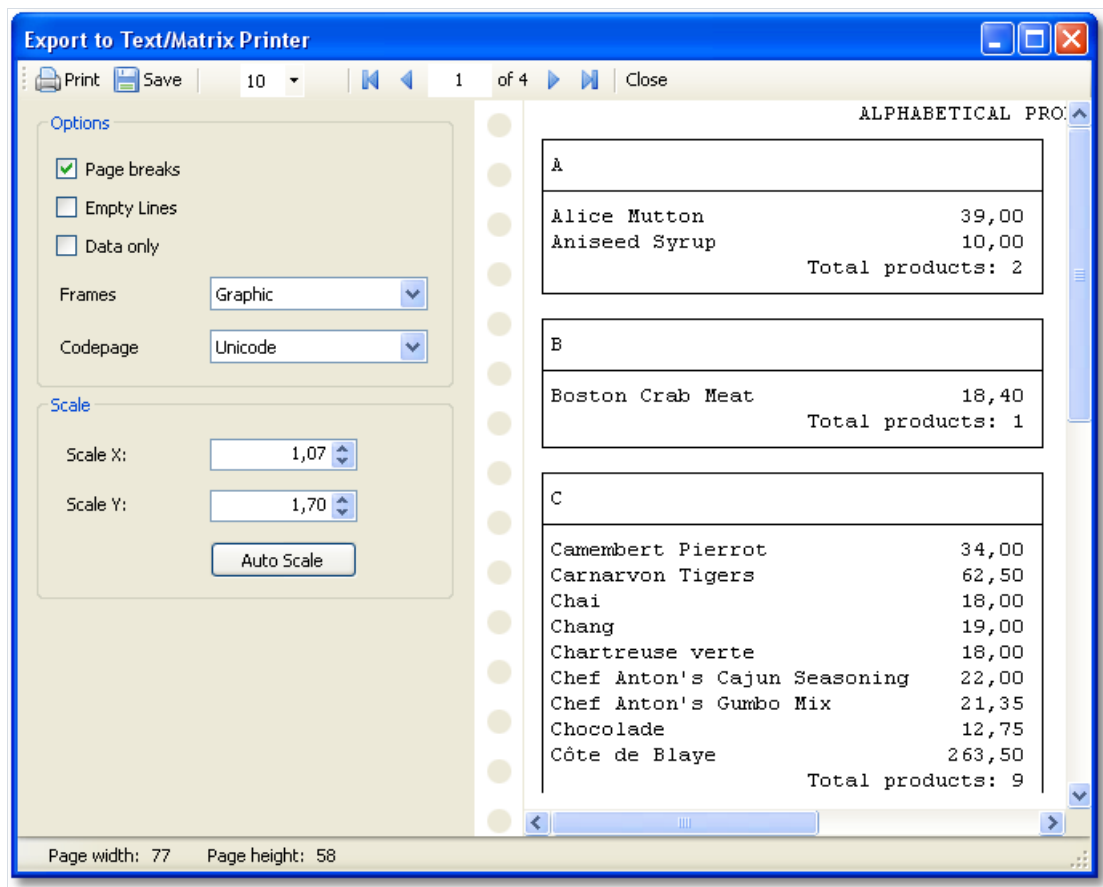 Export to Text/Matrix Printer
Print Save 10 1 of 4 Close
Options
Page breaks
Empty Lines
Data only
Frames Graphic
Codepage Unicode
Scale
Scale X: 1,07
Scale Y: 1,70
Auto Scale
ALPHABETICAL PRO
A
Alice Mutton 39,00
Aniseed Syrup 10,00
Total products: 2
B
Boston Crab Meat 18,40
Total products: 1
C
Camembert Pierrot 34,00
Carnarvon Tigers 62,50
Chai 18,00
Chang 19,00
Chartreuse verte 18,00
Chef Anton's Cajun Seasoning 22,00
Chef Anton's Gumbo Mix 21,35
Chocolade 12,75
Côte de Blaye 263,50
Total products: 9
Page width: 77 Page height: 58